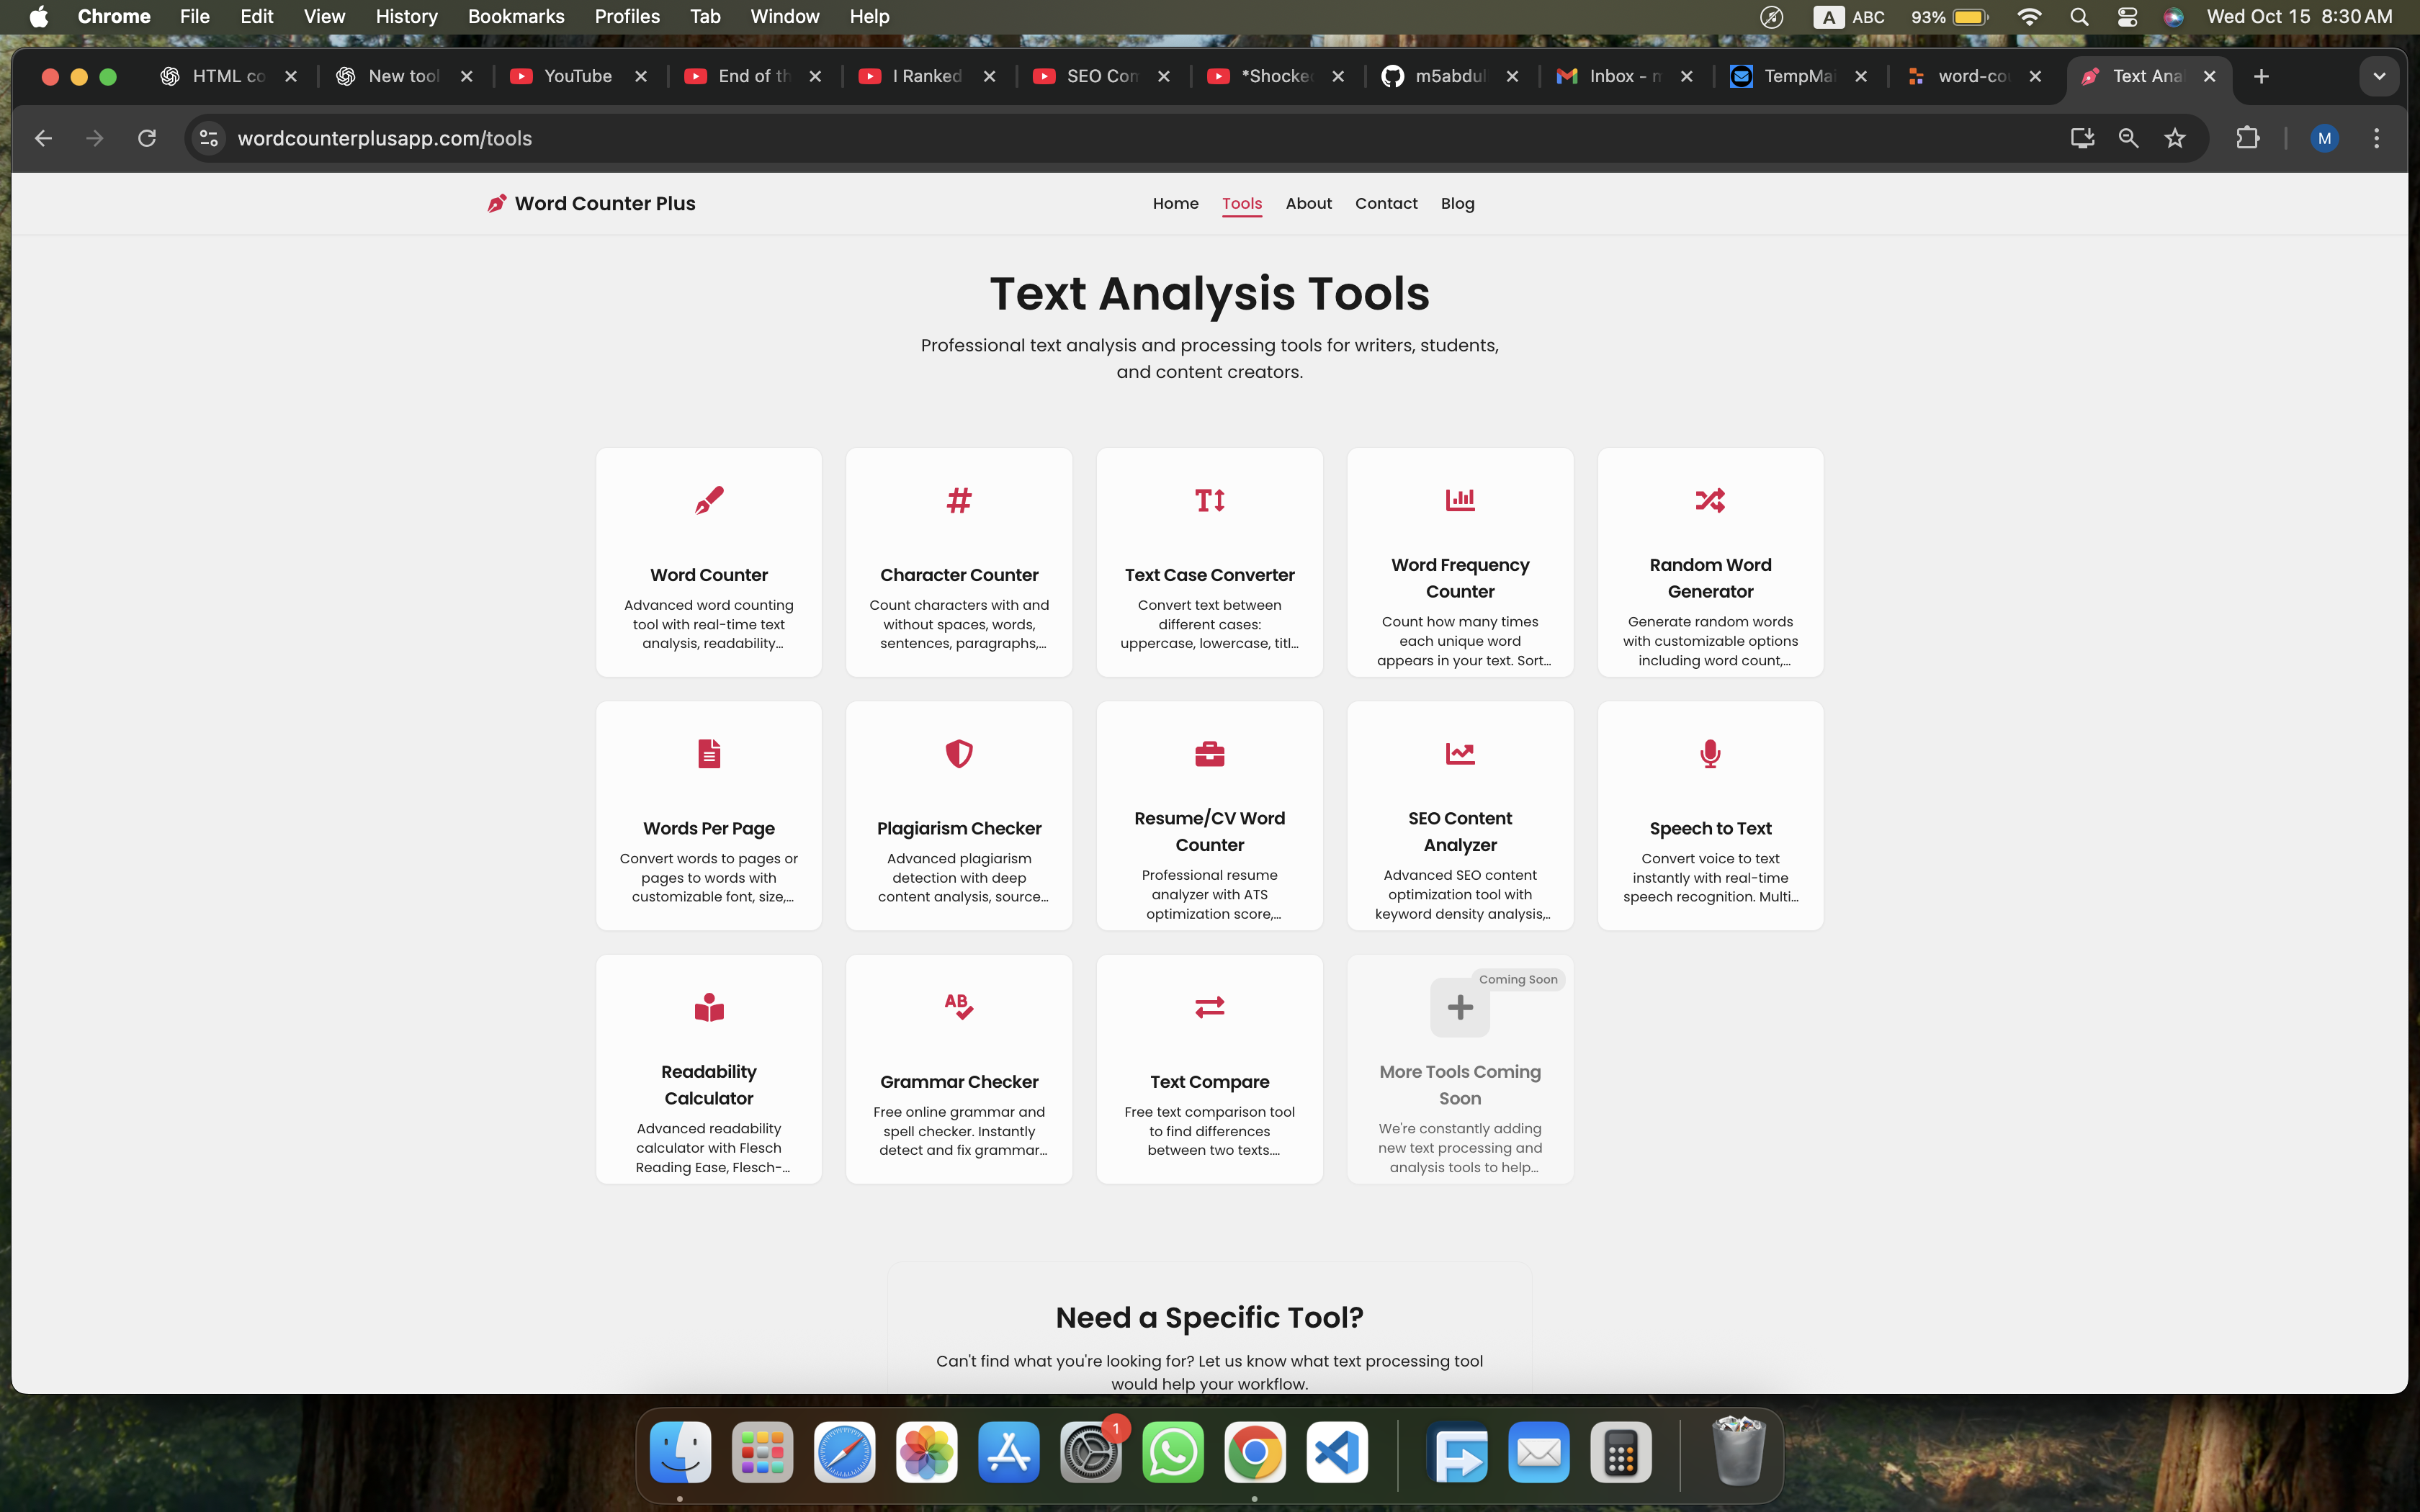 Chrome File Edit View History Bookmarks Profiles Tab Window Help A ABC 93% Wed Oct 15 8:30 AM
HTML co New tool YouTube End of th I Ranked SEO Com *Shocke m5abdul Inbox - m TempMai word-cou Text Ana
wordcounterplusapp.com/tools M
Word Counter Plus Home Tools About Contact Blog
Text Analysis Tools
Professional text analysis and processing tools for writers, students,
and content creators.
Word Counter
Advanced word counting
tool with real-time text
analysis, readability...
Character Counter
Count characters with and
without spaces, words,
sentences, paragraphs,...
Text Case Converter
Convert text between
different cases:
uppercase, lowercase, titl...
Word Frequency
Counter
Count how many times
each unique word
appears in your text. Sort...
Random Word
Generator
Generate random words
with customizable options
including word count,...
Words Per Page
Convert words to pages or
pages to words with
customizable font, size,...
Plagiarism Checker
Advanced plagiarism
detection with deep
content analysis, source...
Resume/CV Word
Counter
Professional resume
analyzer with ATS
optimization score,...
SEO Content
Analyzer
Advanced SEO content
optimization tool with
keyword density analysis,...
Speech to Text
Convert voice to text
instantly with real-time
speech recognition. Multi...
Readability
Calculator
Advanced readability
calculator with Flesch
Reading Ease, Flesch-...
AB
Grammar Checker
Free online grammar and
spell checker. Instantly
detect and fix grammar...
Text Compare
Free text comparison tool
to find differences
between two texts....
Coming Soon
More Tools Coming
Soon
We're constantly adding
new text processing and
analysis tools to help...
Need a Specific Tool?
Can't find what you're looking for? Let us know what text processing tool
would help your workflow.
1